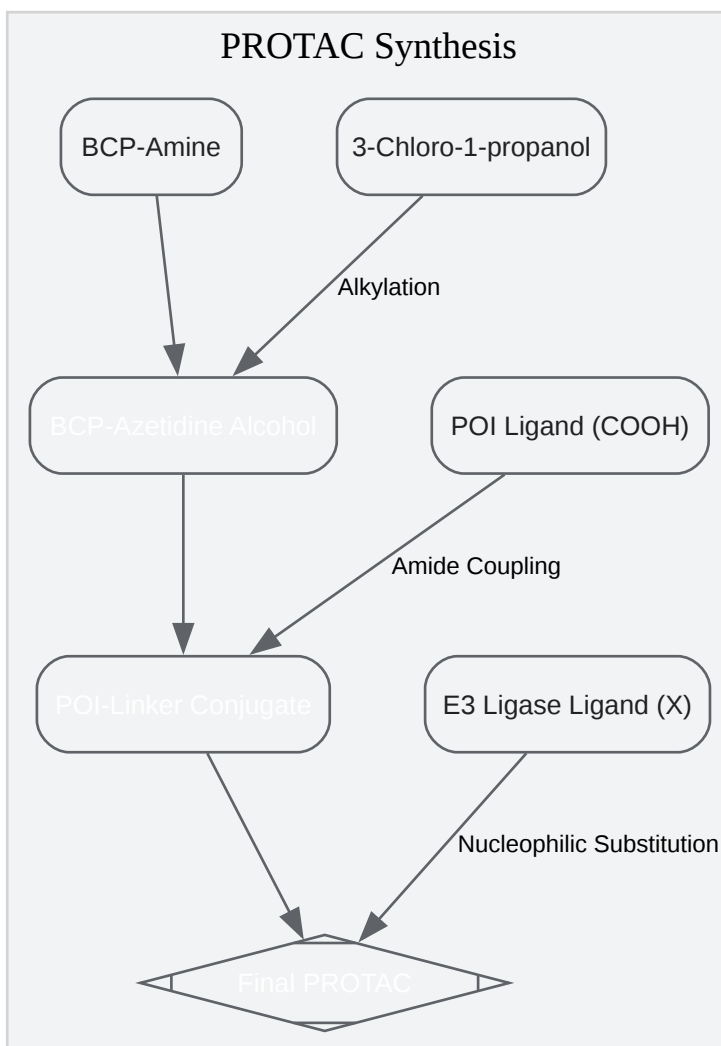 PROTAC Synthesis
BCP-Amine
3-Chloro-1-propanol
Alkylation
BCP-Azetidine Alcohol
POI Ligand (COOH)
Amide Coupling
POI-Linker Conjugate
E3 Ligase Ligand (X)
Nucleophilic Substitution
Final PROTAC